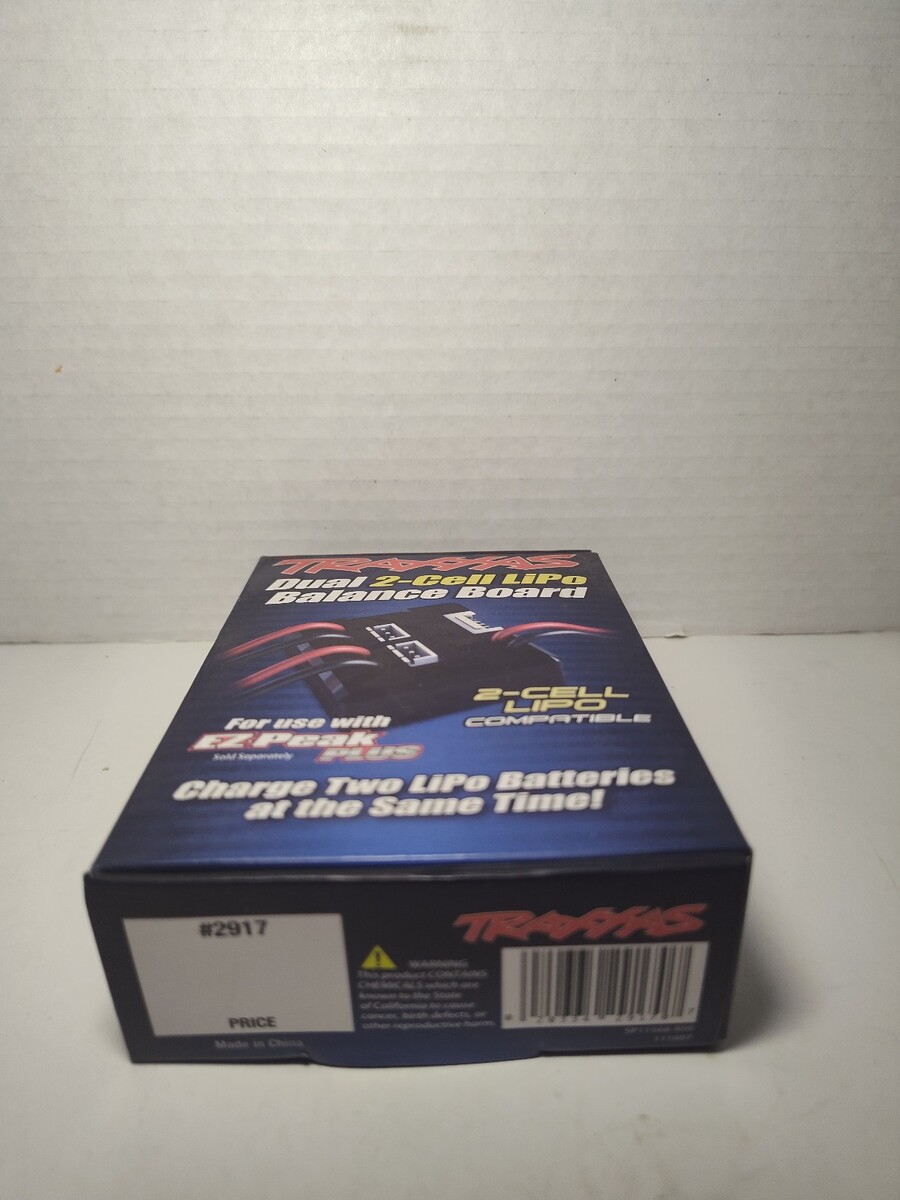 TRAXXAS
Dual 2-Cell LiPo
Balance Board
2-CELL
LIPO
COMPATIBLE
For use with
EZ-Peak
PLUS
Sold Separately
Charge Two LiPo Batteries
at the Same Time!
#2917
PRICE
Made in China
WARNING
This product CONTAINS
CHEMICALS which are
known to the State
of California to cause
cancer, birth defects, or
other reproductive harm.
TRAXXAS